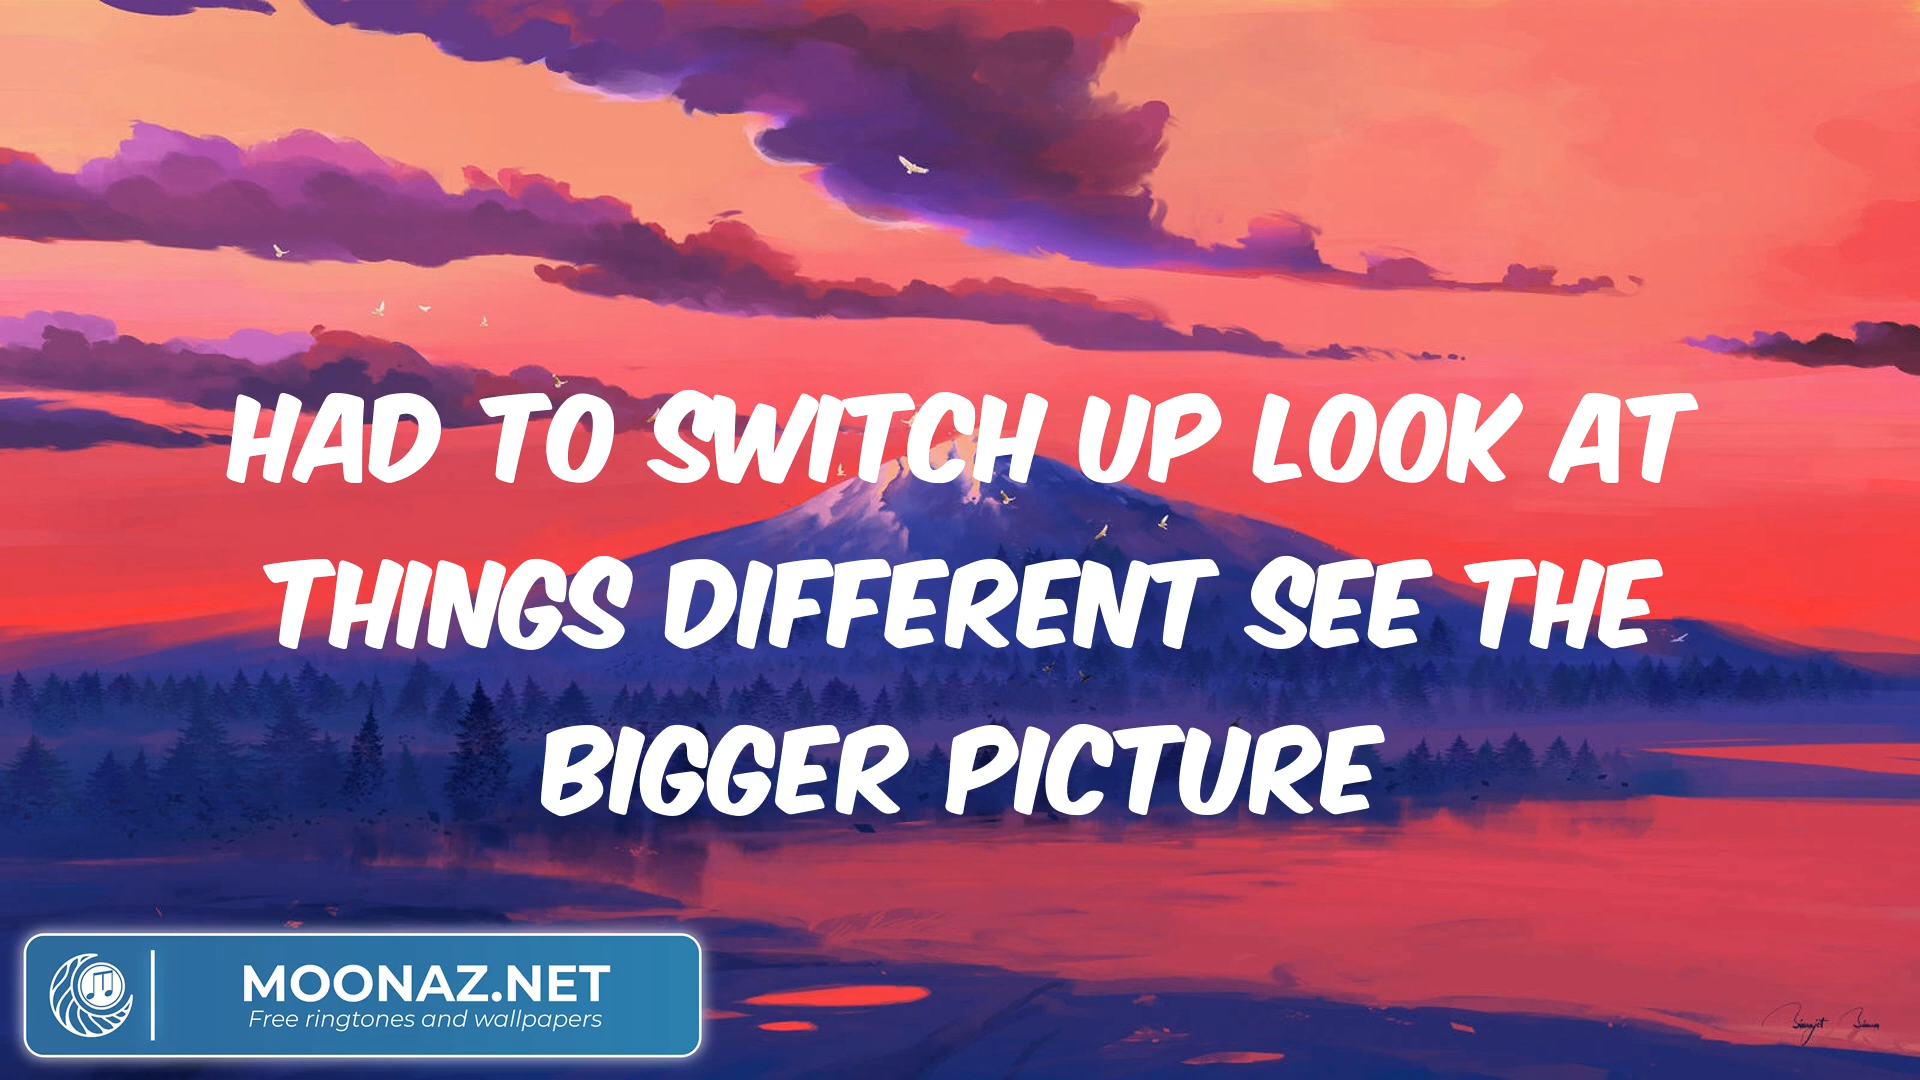 HAD TO SWITCH UP LOOK AT
THINGS DIFFERENT SEE THE
BIGGER PICTURE
MOONAZ.NET
Free ringtones and wallpapers